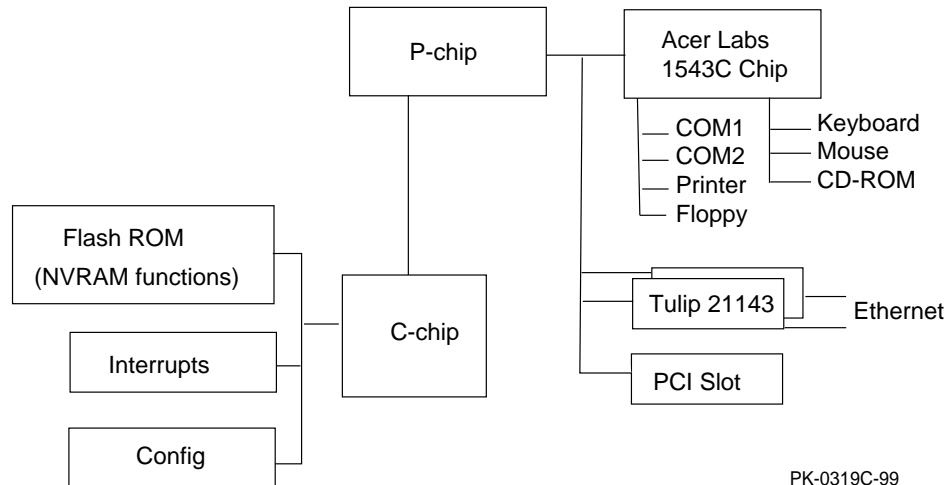 P-chip
Acer Labs
1543C Chip
COM1
COM2
Printer
Floppy
Keyboard
Mouse
CD-ROM
Flash ROM
(NVRAM functions)
C-chip
Interrupts
Config
Tulip 21143
Ethernet
PCI Slot
PK-0319C-99